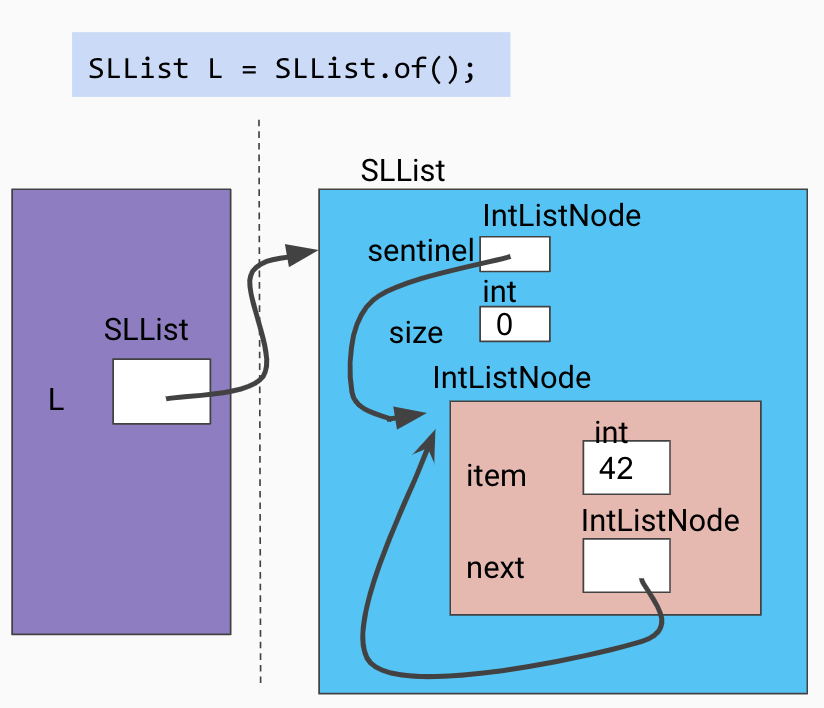 SLList L = SLList.of();
SLList
L
SLList
IntListNode
sentinel
int
size
0
IntListNode
int
item
42
IntListNode
next